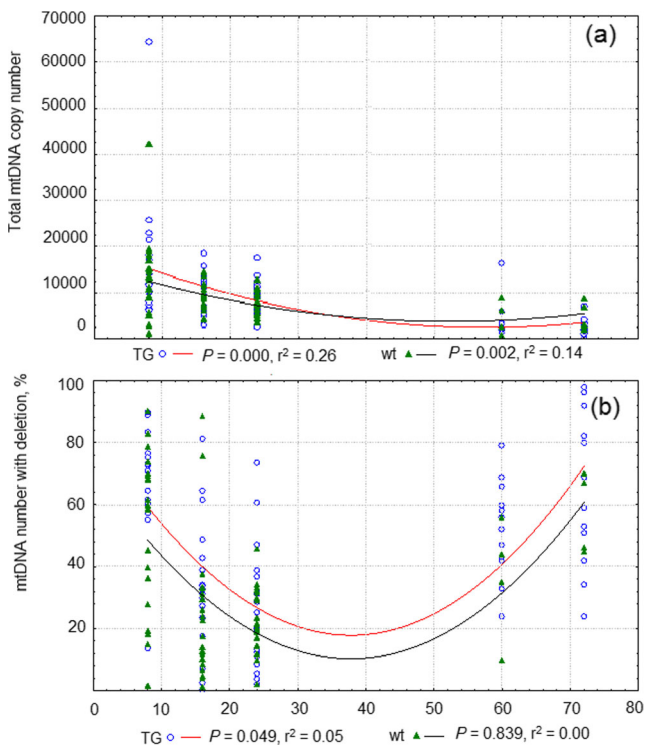 (a)
Total mtDNA copy number
70000
60000
50000
40000
30000
20000
10000
0
TG P = 0.000, r² = 0.26 wt P = 0.002, r² = 0.14
(b)
mtDNA number with deletion, %
100
80
60
40
20
0 10 20 30 40 50 60 70 80
TG P = 0.049, r² = 0.05 wt P = 0.839, r² = 0.00